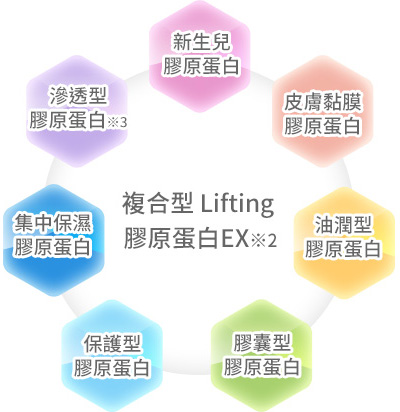 新生兒
膠原蛋白
皮膚黏膜
膠原蛋白
油潤型
膠原蛋白
膠囊型
膠原蛋白
保護型
膠原蛋白
集中保濕
膠原蛋白
滲透型
膠原蛋白※3
複合型 Lifting
膠原蛋白EX※2